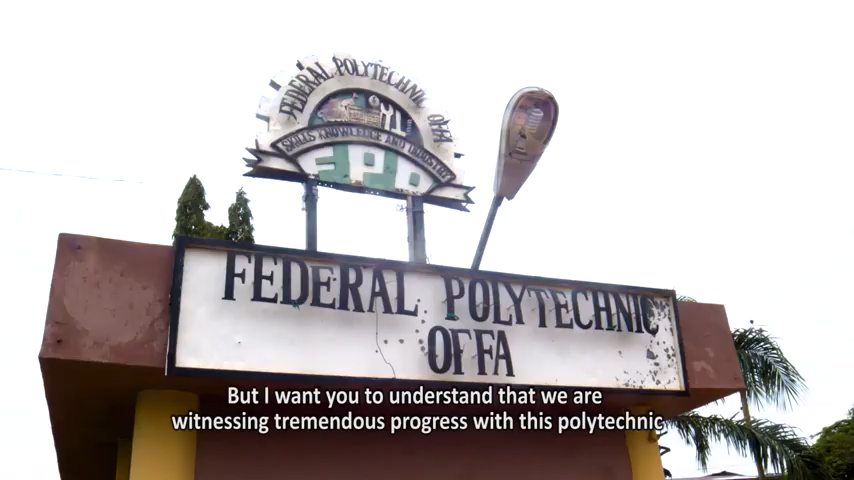 FEDERAL POLYTECHNIC OFFA
SKILLS KNOWLEDGE AND INDUSTRY
FPO
FEDERAL POLYTECHNIC
OFFA
But I want you to understand that we are
witnessing tremendous progress with this polytechnic